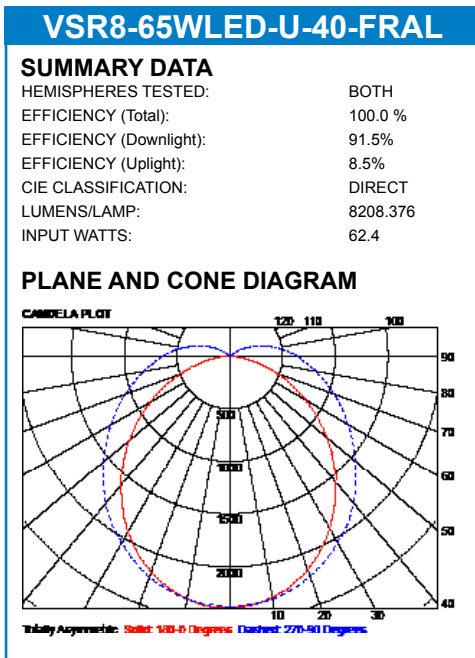 VSR8-65WLED-U-40-FRAL
SUMMARY DATA
HEMISPHERES TESTED: BOTH
EFFICIENCY (Total): 100.0 %
EFFICIENCY (Downlight): 91.5%
EFFICIENCY (Uplight): 8.5%
CIE CLASSIFICATION: DIRECT
LUMENS/LAMP: 8208.376
INPUT WATTS: 62.4
PLANE AND CONE DIAGRAM
CANDELA PLOT
120 110 100
90
80
70
500
60
1000
1500
50
2000
40
10 20 30
Totally Asymmetric: Solid: 180-0 Degrees Dashed: 270-90 Degrees